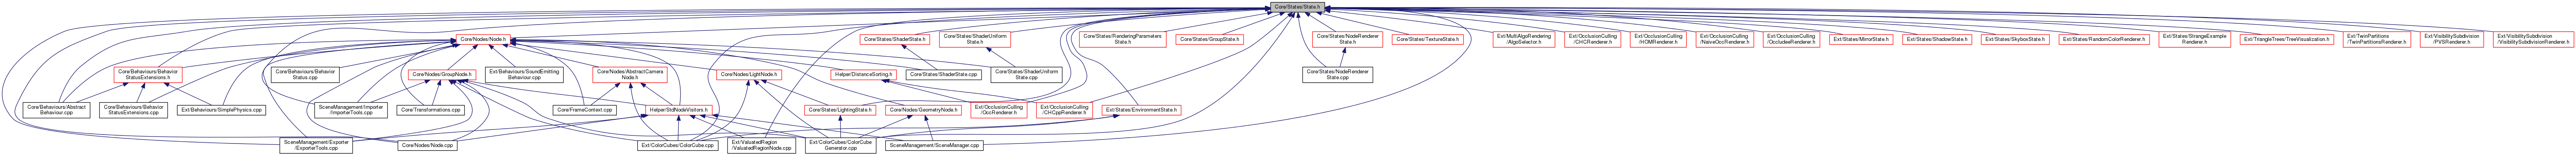 Core/States/State.h
Core/Nodes/Node.h
Core/States/ShaderState.h
Core/States/ShaderUniform
State.h
Core/States/RenderingParameters
State.h
Core/States/GroupState.h
Core/States/NodeRenderer
State.h
Core/States/TextureState.h
Ext/MultiAlgoRendering
/AlgoSelector.h
Ext/OcclusionCulling
/CHCRenderer.h
Ext/OcclusionCulling
/HOMRenderer.h
Ext/OcclusionCulling
/NaiveOccRenderer.h
Ext/OcclusionCulling
/OccludeeRenderer.h
Ext/States/MirrorState.h
Ext/States/ShadowState.h
Ext/States/SkyboxState.h
Ext/States/RandomColorRenderer.h
Ext/States/StrangeExample
Renderer.h
Ext/TriangleTrees/TreeVisualization.h
Ext/TwinPartitions
/TwinPartitionsRenderer.h
Ext/VisibilitySubdivision
/PVSRenderer.h
Ext/VisibilitySubdivision
/VisibilitySubdivisionRenderer.h
Core/Behaviours/Behavior
StatusExtensions.h
Core/Behaviours/Behavior
Status.cpp
Core/Nodes/GroupNode.h
Ext/Behaviours/SoundEmitting
Behaviour.cpp
Core/Nodes/AbstractCamera
Node.h
Core/Nodes/LightNode.h
Helper/DistanceSorting.h
Core/States/ShaderState.cpp
Core/States/ShaderUniform
State.cpp
Core/States/NodeRenderer
State.cpp
Core/Behaviours/Abstract
Behaviour.cpp
Core/Behaviours/Behavior
StatusExtensions.cpp
Ext/Behaviours/SimplePhysics.cpp
SceneManagement/Importer
/ImporterTools.cpp
Core/Transformations.cpp
Core/FrameContext.cpp
Helper/StdNodeVisitors.h
Core/States/LightingState.h
Core/Nodes/GeometryNode.h
Ext/OcclusionCulling
/OccRenderer.h
Ext/OcclusionCulling
/CHCppRenderer.h
Ext/States/EnvironmentState.h
SceneManagement/Exporter
/ExporterTools.cpp
Core/Nodes/Node.cpp
Ext/ColorCubes/ColorCube.cpp
Ext/ValuatedRegion
/ValuatedRegionNode.cpp
Ext/ColorCubes/ColorCube
Generator.cpp
SceneManagement/SceneManager.cpp